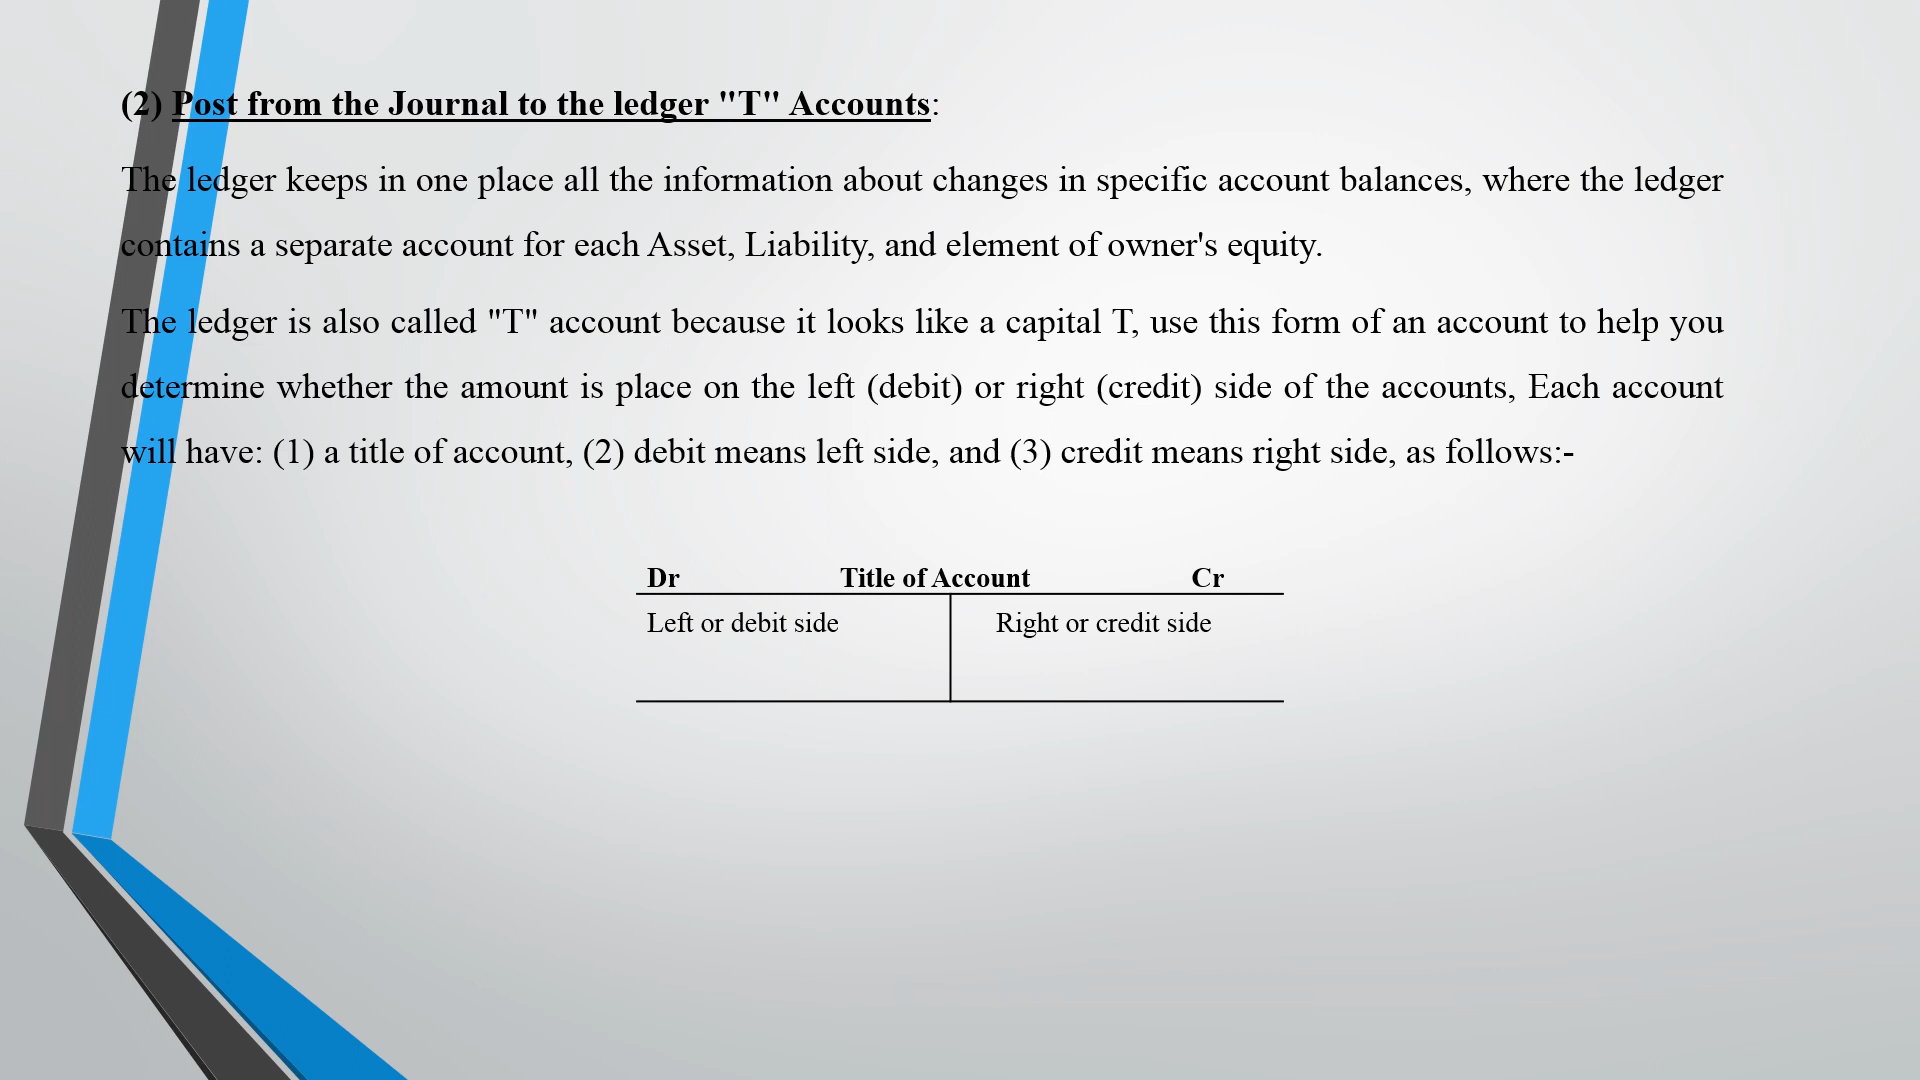 (2) Post from the Journal to the ledger "T" Accounts:
The ledger keeps in one place all the information about changes in specific account balances, where the ledger
contains a separate account for each Asset, Liability, and element of owner's equity.
The ledger is also called "T" account because it looks like a capital T, use this form of an account to help you
determine whether the amount is place on the left (debit) or right (credit) side of the accounts, Each account
will have: (1) a title of account, (2) debit means left side, and (3) credit means right side, as follows:-
Dr Title of Account Cr
Left or debit side Right or credit side